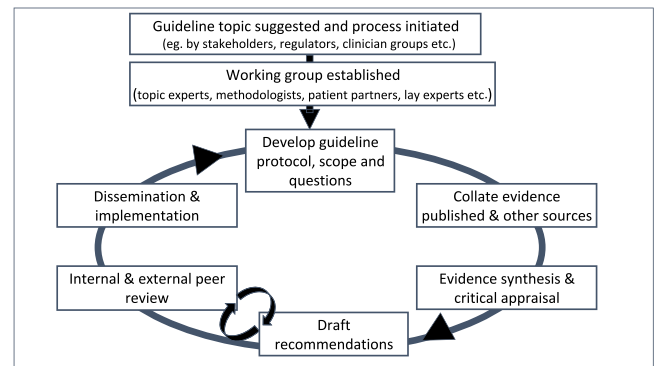 Guideline topic suggested and process initiated
(eg. by stakeholders, regulators, clinician groups etc.)
Working group established
(topic experts, methodologists, patient partners, lay experts etc.)
Develop guideline
protocol, scope and
questions
Collate evidence
published & other sources
Evidence synthesis &
critical appraisal
Draft
recommendations
Internal & external peer
review
Dissemination &
implementation